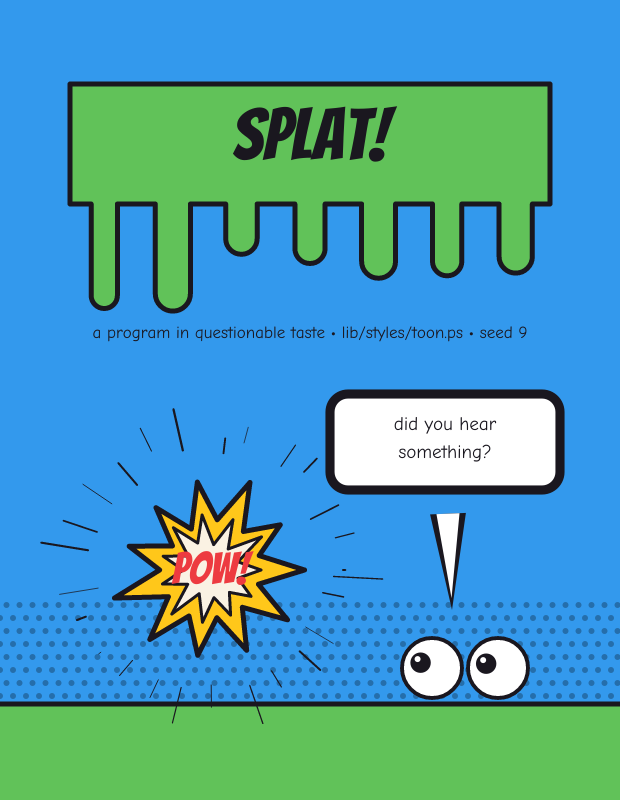 SPLAT!
a program in questionable taste • lib/styles/toon.ps • seed 9
did you hear
something?
POW!